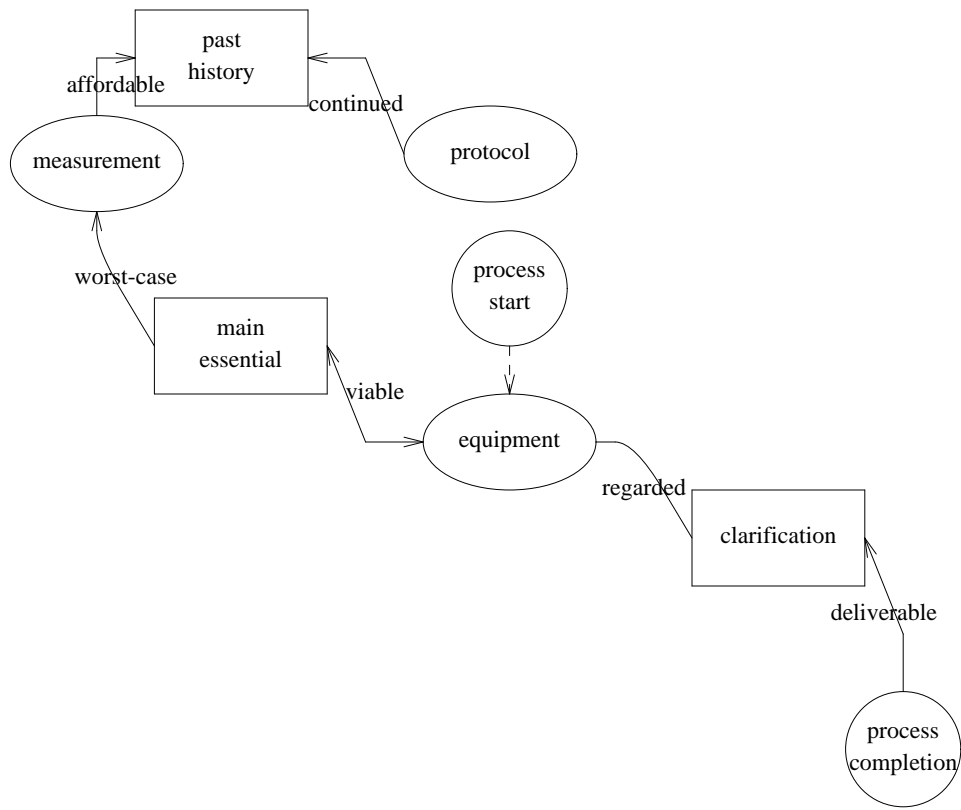 past
history
affordable
continued
measurement
protocol
process
start
worst-case
main
essential
viable
equipment
regarded
clarification
deliverable
process
completion